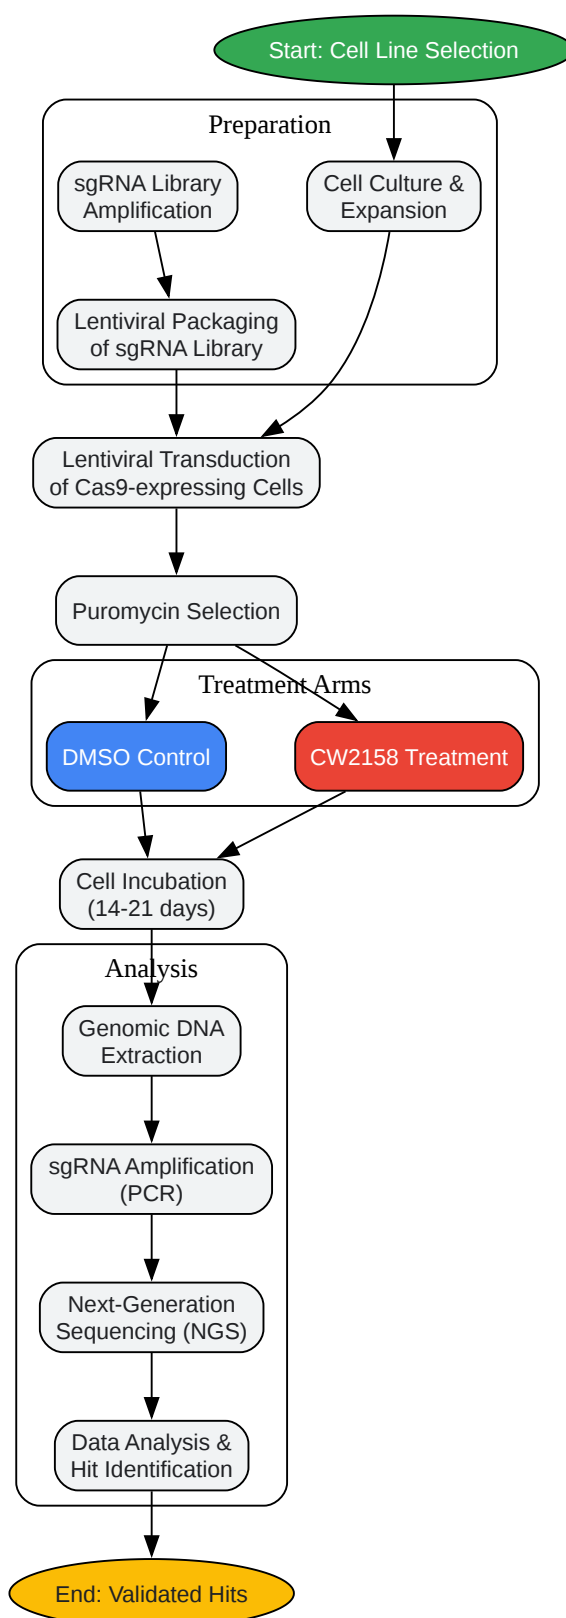 Start: Cell Line Selection
Preparation
sgRNA Library
Amplification
Cell Culture &
Expansion
Lentiviral Packaging
of sgRNA Library
Lentiviral Transduction
of Cas9-expressing Cells
Puromycin Selection
Treatment Arms
DMSO Control
CW2158 Treatment
Cell Incubation
(14-21 days)
Analysis
Genomic DNA
Extraction
sgRNA Amplification
(PCR)
Next-Generation
Sequencing (NGS)
Data Analysis &
Hit Identification
End: Validated Hits